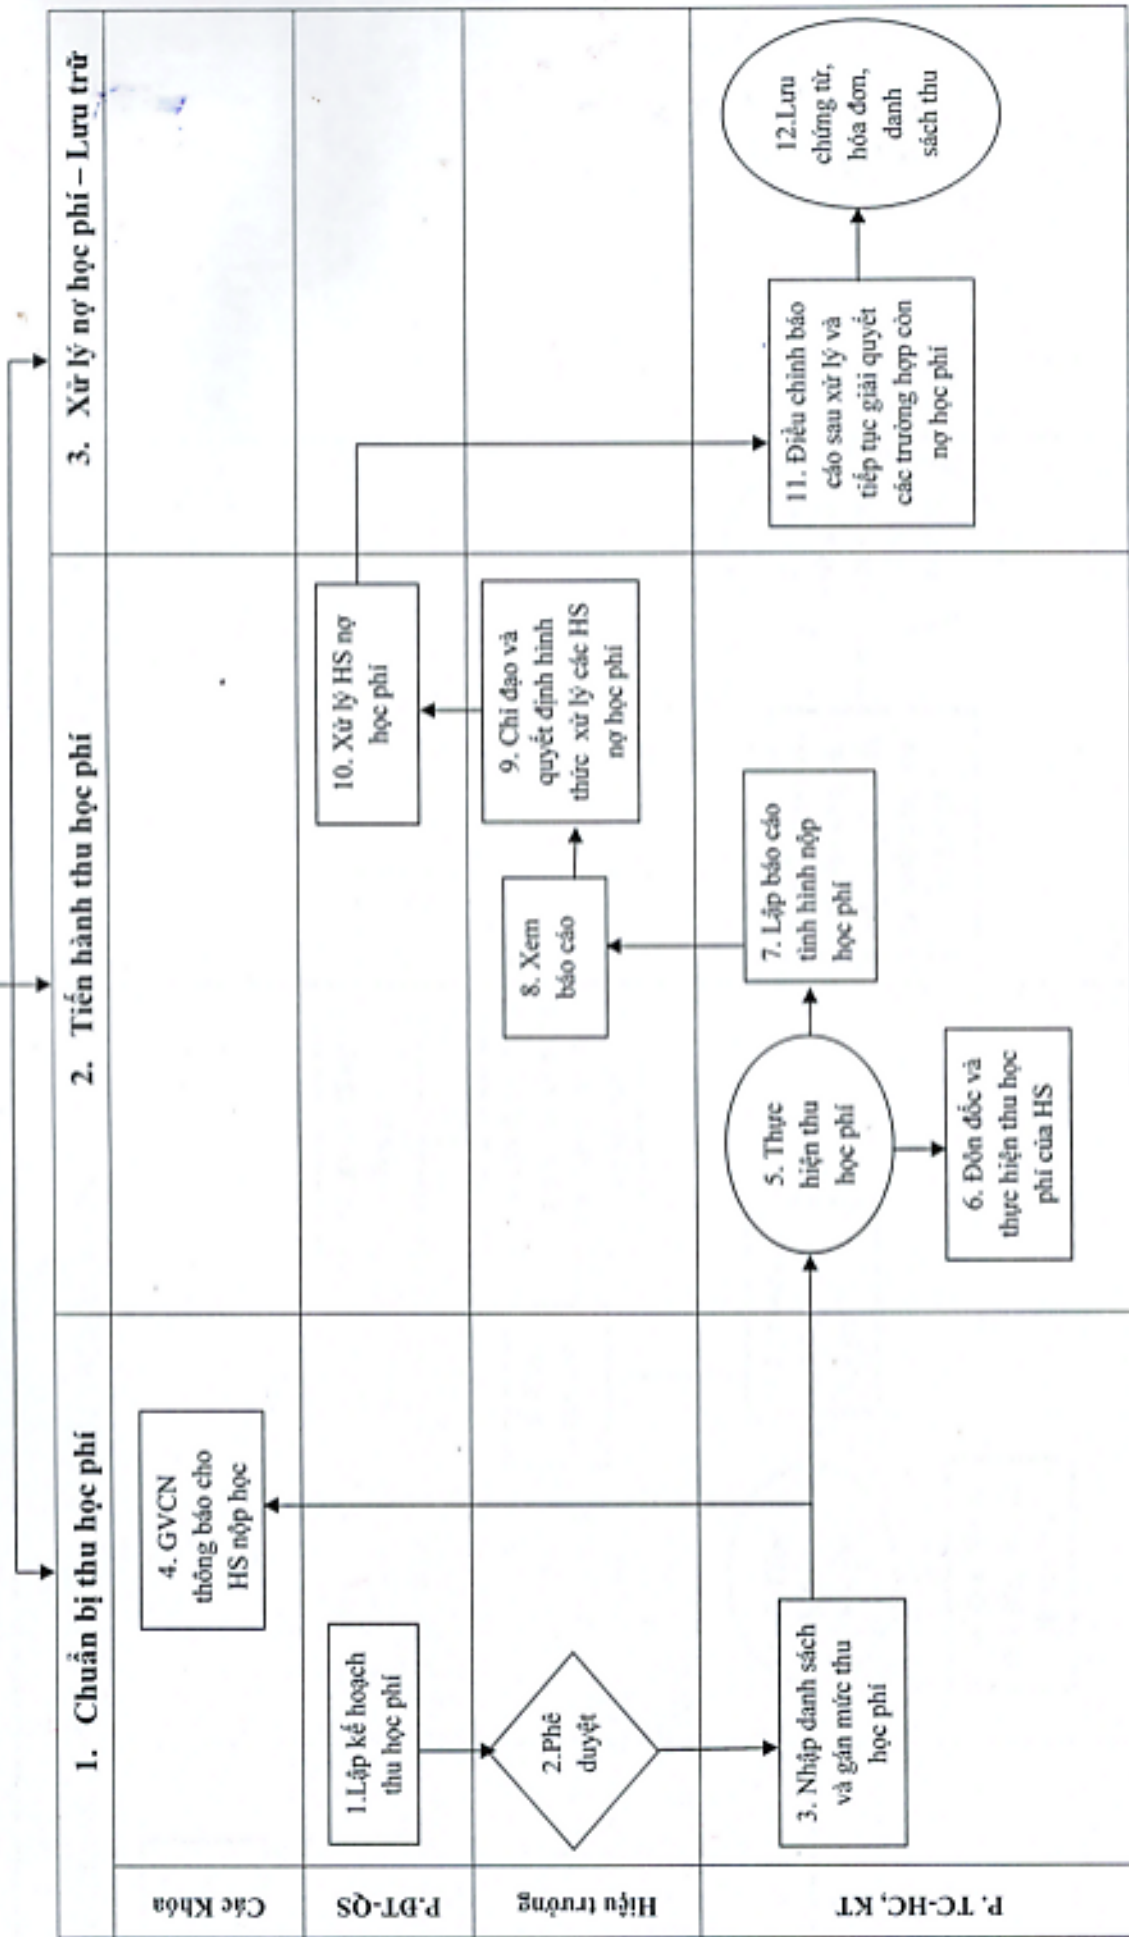 1. Chuẩn bị thu học phí
2. Tiến hành thu học phí
3. Xử lý nợ học phí – Lưu trữ
Các Khóa
4. GVCN
thông báo cho
HS nộp học
P.ĐT-QS
1.Lập kế hoạch
thu học phí
10. Xử lý HS nợ
học phí
Hiệu trưởng
2.Phê
duyệt
8. Xem
báo cáo
9. Chỉ đạo và
quyết định hình
thức xử lý các HS
nợ học phí
P. TC-HC, KT
3. Nhập danh sách
và gán mức thu
học phí
5. Thực
hiện thu
học phí
6. Đôn đốc và
thực hiện thu học
phí của HS
7. Lập báo cáo
tình hình nộp
học phí
11. Điều chỉnh báo
cáo sau xử lý và
tiếp tục giải quyết
các trường hợp còn
nợ học phí
12.Lưu
chứng từ,
hóa đơn,
danh
sách thu